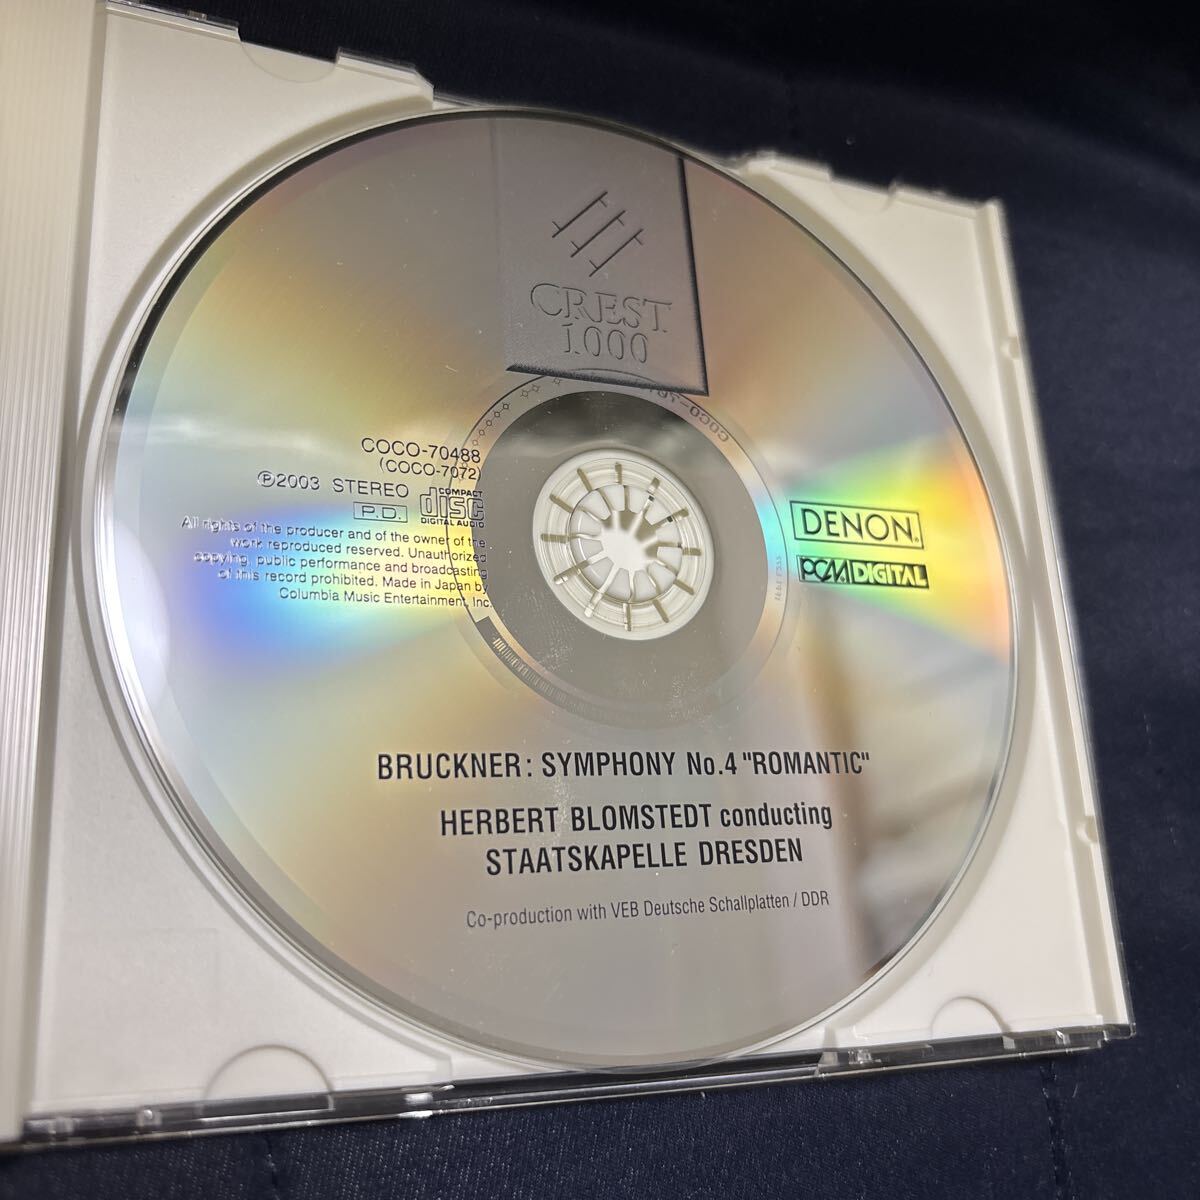 CREST
1000
COCO-70488
(COCO-7072)
Ⓟ2003 STEREO
P.D.
COMPACT
disc
DIGITAL AUDIO
All rights of the producer and of the owner of the
work reproduced reserved. Unauthorized
copying, public performance and broadcasting
of this record prohibited. Made in Japan by
Columbia Music Entertainment, Inc.
DENON®
PCM DIGITAL
BRUCKNER: SYMPHONY No.4 "ROMANTIC"
HERBERT BLOMSTEDT conducting
STAATSKAPELLE DRESDEN
Co-production with VEB Deutsche Schallplatten / DDR